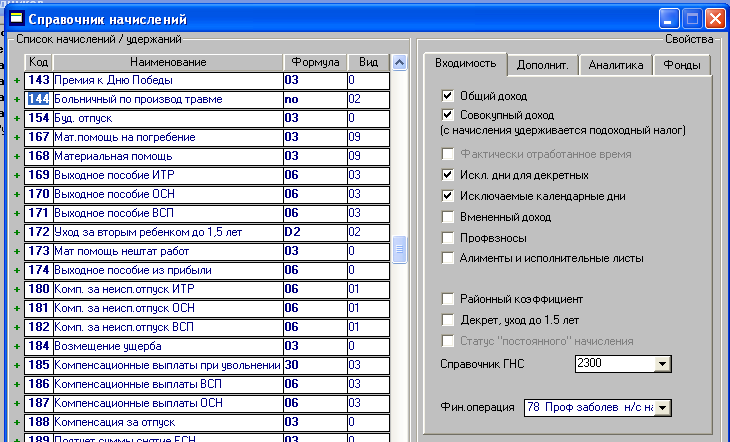 Справочник начислений
Список начислений / удержаний
Код Наименование Формула Вид
+ 143 Премия к Дню Победы 03 0
+ 144 Больничный по производ травме по 02
+ 154 Буд. отпуск 03 0
+ 167 Мат.помощь на погребение 03 09
+ 168 Материальная помощь 03 09
+ 169 Выходное пособие ИТР 06 03
+ 170 Выходное пособие ОСН 06 03
+ 171 Выходное пособие ВСП 06 03
+ 172 Уход за вторым ребенком до 1,5 лет D2 02
+ 173 Мат помощь нештат работ 03 0
+ 174 Выходное пособие из прибыли 06 0
+ 180 Комп. за неисп.отпуск ИТР 06 01
+ 181 Комп. за неисп.отпуск ОСН 06 01
+ 182 Комп. за неисп.отпуск ВСП 06 01
+ 184 Возмещение ущерба 03 0
+ 185 Компенсационные выплаты при увольнении 30 03
+ 186 Компенсационные выплаты ВСП 06 03
+ 187 Компенсационные выплаты ОСН 06 03
+ 188 Компенсация за отпуск 03 0
Свойства
Входимость Дополнит. Аналитика Фонды
Общий доход
Совокупный доход
(с начисления удерживается подоходный налог)
Фактически отработанное время
Искл. дни для декретных
Исключаемые календарные дни
Вмененный доход
Профвзносы
Алименты и исполнительные листы
Районный коэффициент
Декрет, уход до 1.5 лет
Статус "постоянного" начисления
Справочник ГНС 2300
Фин.операция 78 Проф заболев н/с на